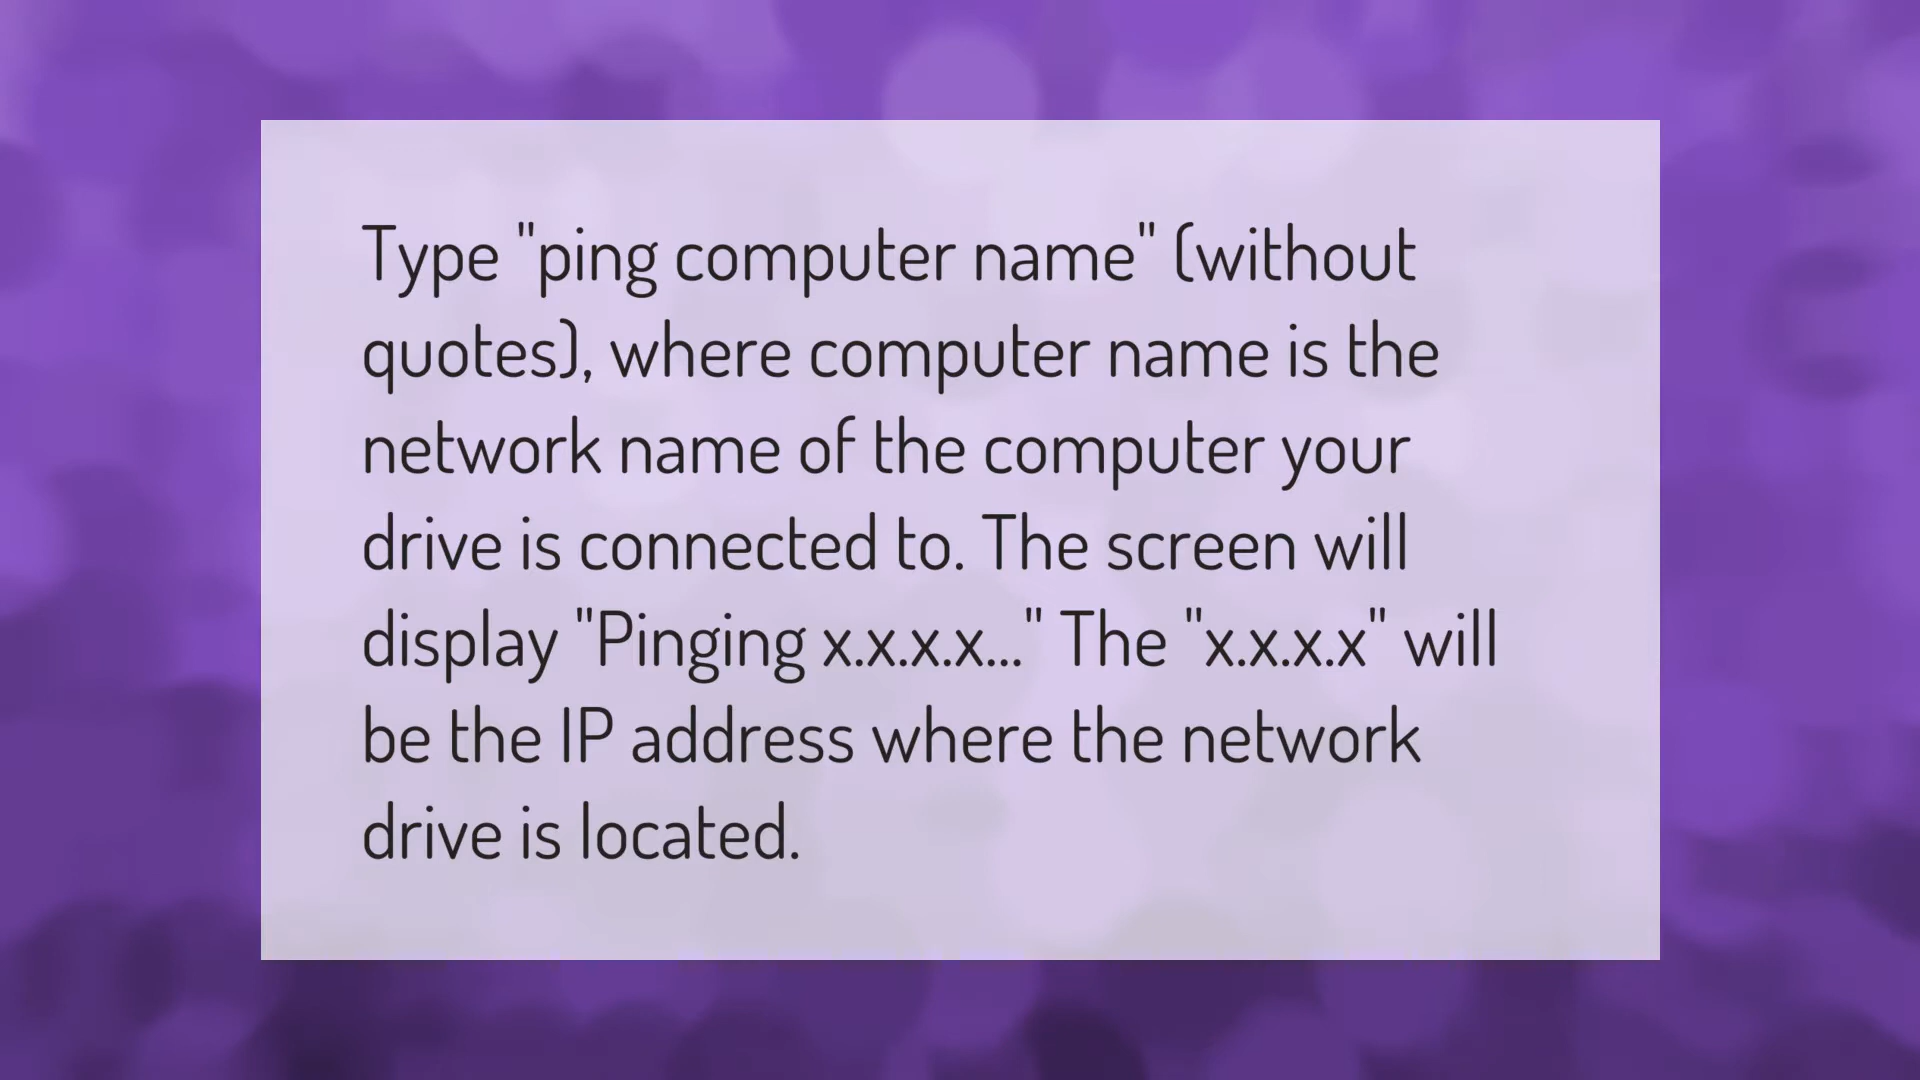 Type "ping computer name" (without
quotes), where computer name is the
network name of the computer your
drive is connected to. The screen will
display "Pinging x.x.x.x..." The "x.x.x.x" will
be the IP address where the network
drive is located.